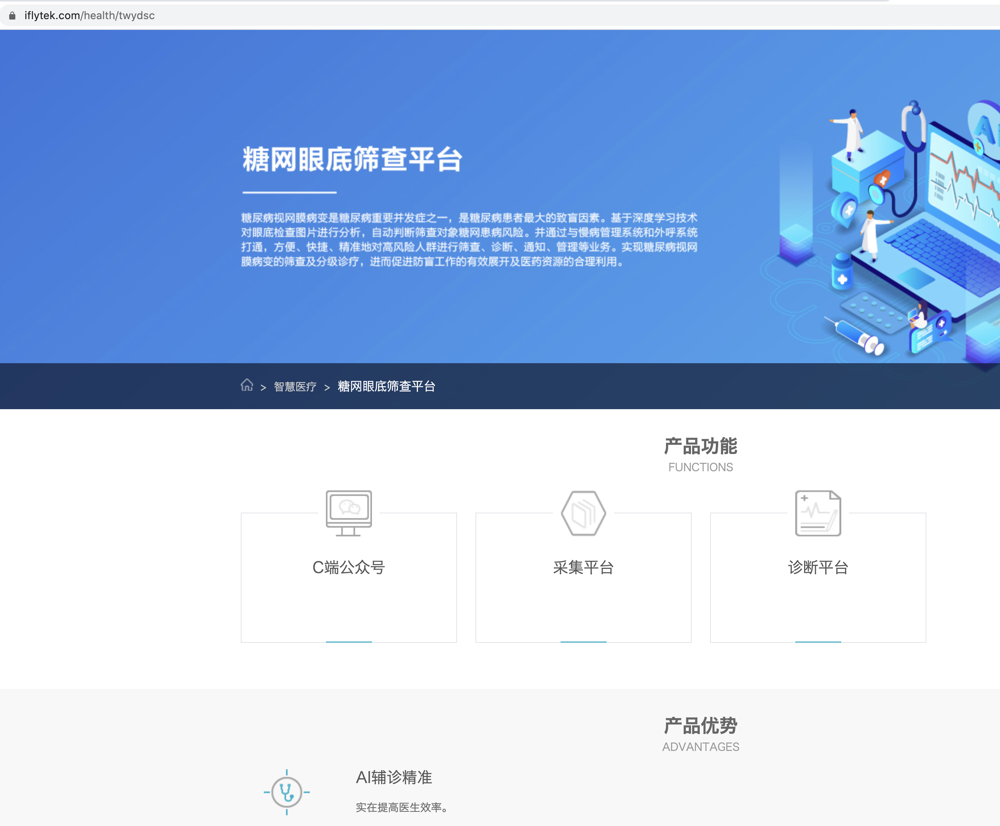 iflytek.com/health/twydsc
糖网眼底筛查平台
糖尿病视网膜病变是糖尿病重要并发症之一，是糖尿病患者最大的致盲因素。基于深度学习技术
对眼底检查图片进行分析，自动判断筛查对象糖网患病风险。并通过与慢病管理系统和外呼系统
打通，方便、快捷、精准地对高风险人群进行筛查、诊断、通知、管理等业务。实现糖尿病视网
膜病变的筛查及分级诊疗，进而促进防盲工作的有效展开及医药资源的合理利用。
> 智慧医疗 > 糖网眼底筛查平台
产品功能
FUNCTIONS
C端公众号
采集平台
诊断平台
产品优势
ADVANTAGES
AI辅诊精准
实在提高医生效率。